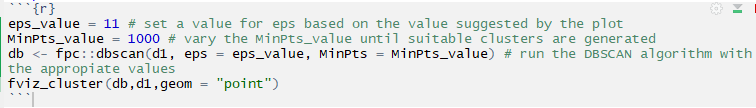 ```{r}
eps_value = 11 # set a value for eps based on the value suggested by the plot
MinPts_value = 1000 # vary the MinPts_value until suitable clusters are generated
db <- fpc::dbscan(d1, eps = eps_value, MinPts = MinPts_value) # run the DBSCAN algorithm with
the appropiate values
fviz_cluster(db,d1,geom = "point")
```